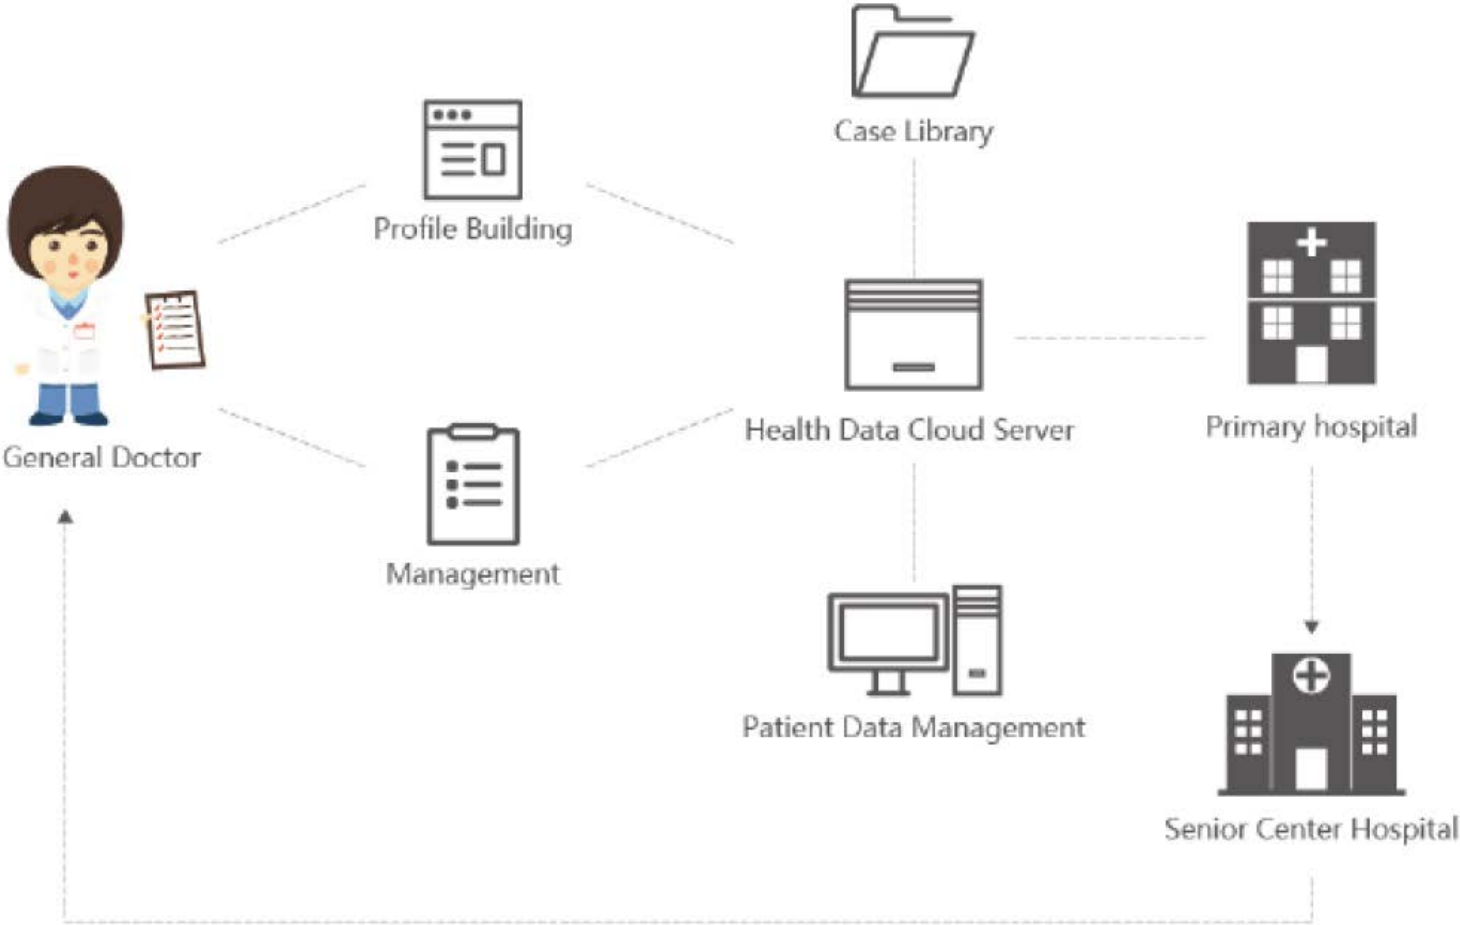 Case Library
Profile Building
Health Data Cloud Server
Primary hospital
General Doctor
Management
Patient Data Management
Senior Center Hospital